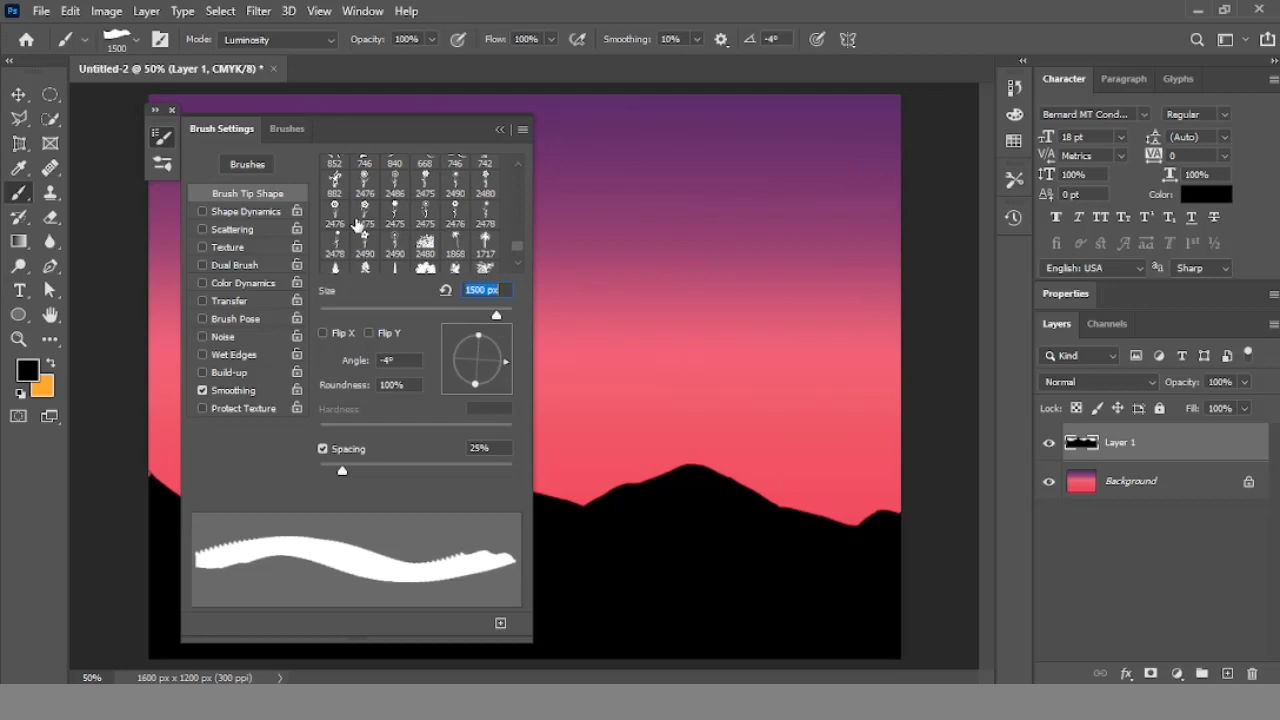 Ps File Edit Image Layer Type Select Filter 3D View Window Help
1500 Mode: Luminosity Opacity: 100% Flow: 100% Smoothing: 10% -4°
Untitled-2 @ 50% (Layer 1, CMYK/8) *
Brush Settings Brushes
Brushes
Brush Tip Shape
Shape Dynamics
Scattering
Texture
Dual Brush
Color Dynamics
Transfer
Brush Pose
Noise
Wet Edges
Build-up
Smoothing
Protect Texture
852 746 840 668 746 742
882 2476 2486 2475 2490 2480
2476 2475 2475 2475 2476 2475
2478 2490 2490 2480 1868 1717
Size 1500 px
Flip X Flip Y
Angle: -4°
Roundness: 100%
Hardness
Spacing 25%
Character Paragraph Glyphs
Bernard MT Cond... Regular
18 pt (Auto)
Metrics 0
100% 100%
0 pt Color:
English: USA Sharp
Properties
Layers Channels
Kind
Normal Opacity: 100%
Lock: Fill: 100%
Layer 1
Background
50% 1600 px x 1200 px (300 ppi)